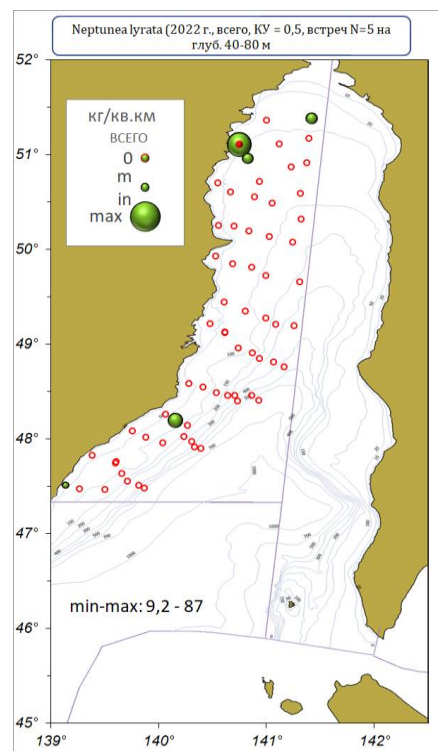 Neptunea lyrata (2022 г., всего, КУ = 0,5, встреч N=5 на
глуб. 40-80 м
52°
51°
50°
49°
48°
47°
46°
45°
кг/кв.км
ВСЕГО
0
m
in
max
min-max: 9,2 - 87
139°
140°
141°
142°